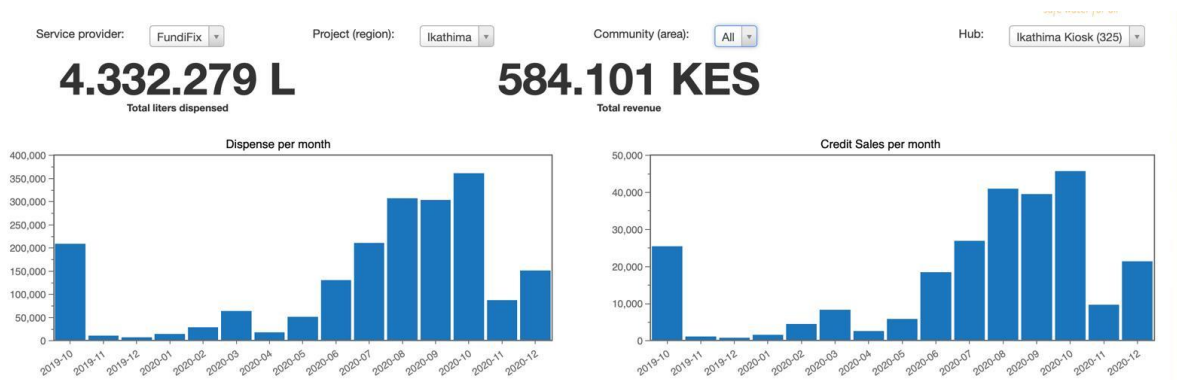 Service provider: FundiFix Project (region): Ikathima Community (area): All Hub: Ikathima Kiosk (325)
4.332.279 L 584.101 KES
Total liters dispensed Total revenue
Dispense per month
400,000
350,000
300,000
250,000
200,000
150,000
100,000
50,000
0
2019-10 2019-11 2019-12 2020-01 2020-02 2020-03 2020-04 2020-05 2020-06 2020-07 2020-08 2020-09 2020-10 2020-11 2020-12
Credit Sales per month
50,000
40,000
30,000
20,000
10,000
0
2019-10 2019-11 2019-12 2020-01 2020-02 2020-03 2020-04 2020-05 2020-06 2020-07 2020-08 2020-09 2020-10 2020-11 2020-12